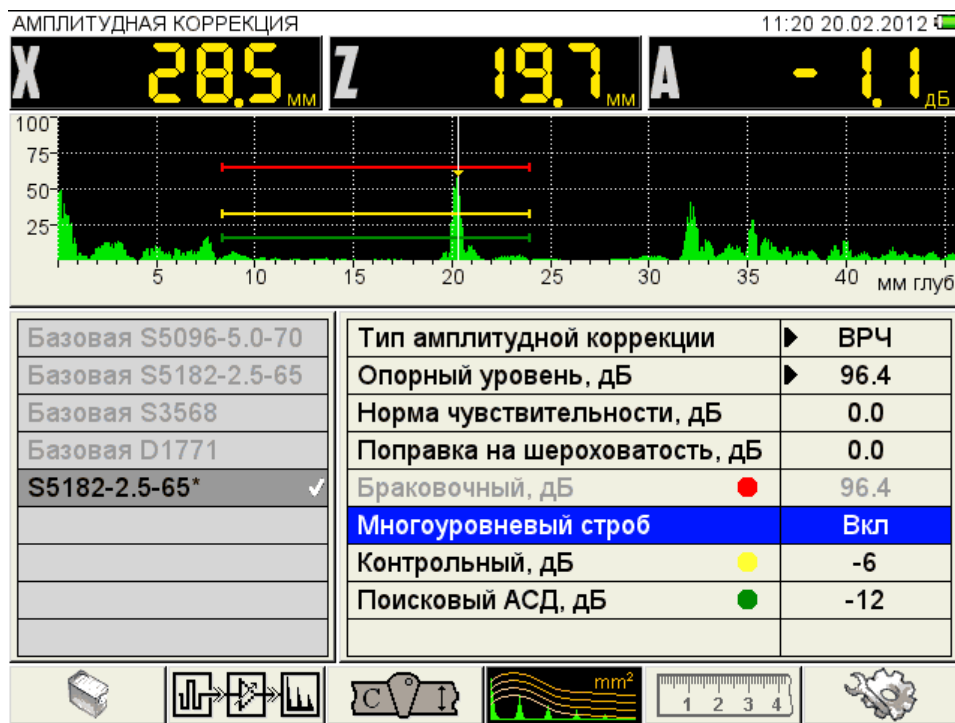 АМПЛИТУДНАЯ КОРРЕКЦИЯ 11:20 20.02.2012
X 28.5 мм Z 19.7 мм A - 1.1 дБ
100
75
50
25
5 10 15 20 25 30 35 40 мм глуб
Базовая S5096-5.0-70
Базовая S5182-2.5-65
Базовая S3568
Базовая D1771
S5182-2.5-65*
Тип амплитудной коррекции ВРЧ
Опорный уровень, дБ 96.4
Норма чувствительности, дБ 0.0
Поправка на шероховатость, дБ 0.0
Браковочный, дБ 96.4
Многоуровневый строб Вкл
Контрольный, дБ -6
Поисковый АСД, дБ -12
C mm² 1 2 3 4